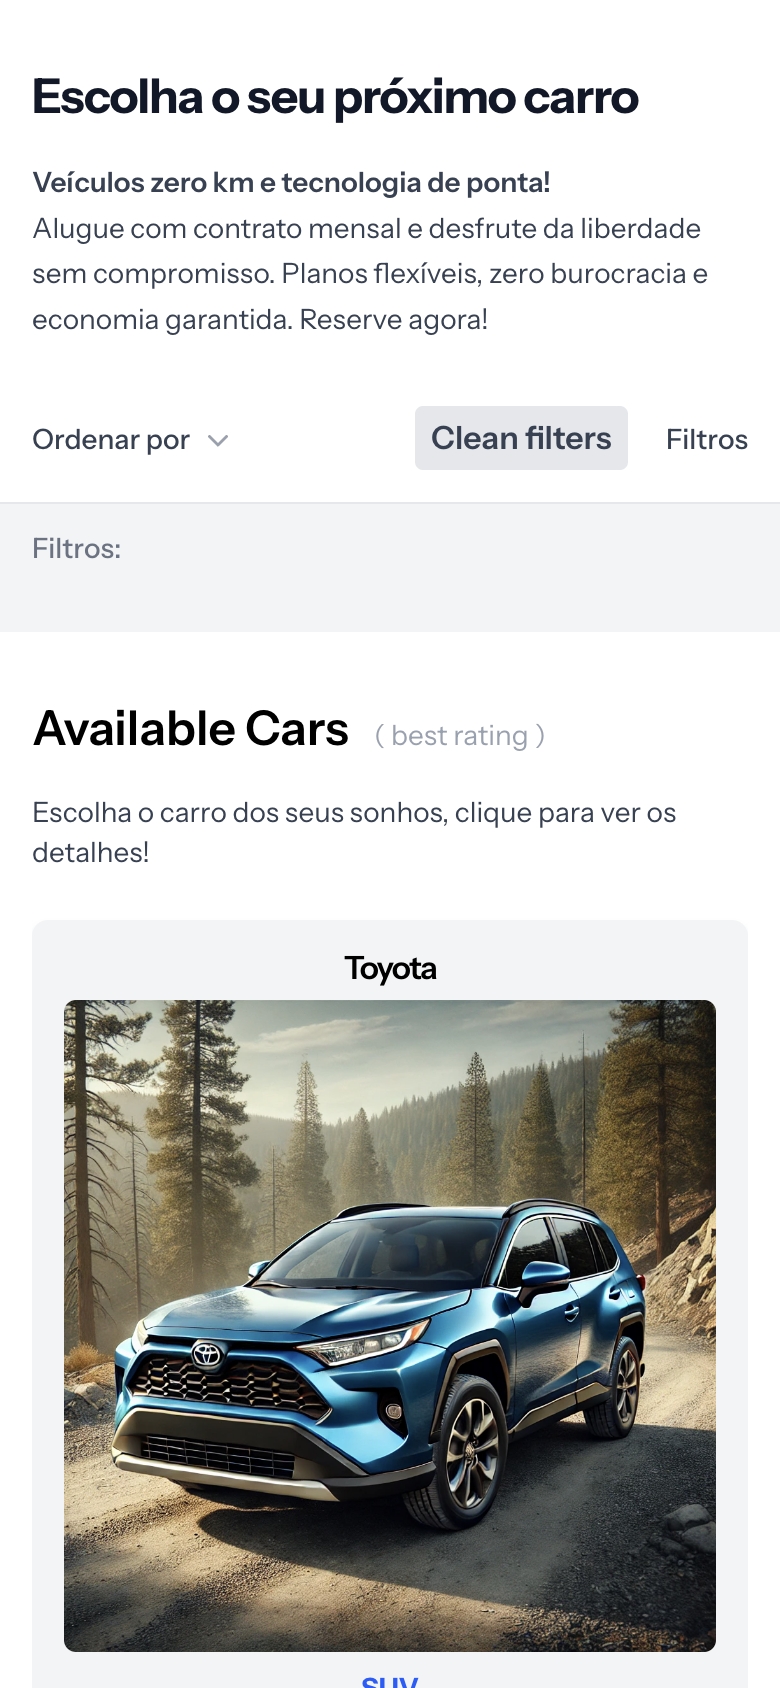 Escolha o seu próximo carro
Veículos zero km e tecnologia de ponta!
Alugue com contrato mensal e desfrute da liberdade
sem compromisso. Planos flexíveis, zero burocracia e
economia garantida. Reserve agora!
Ordenar por
Clean filters
Filtros
Filtros:
Available Cars ( best rating )
Escolha o carro dos seus sonhos, clique para ver os
detalhes!
Toyota
SUV